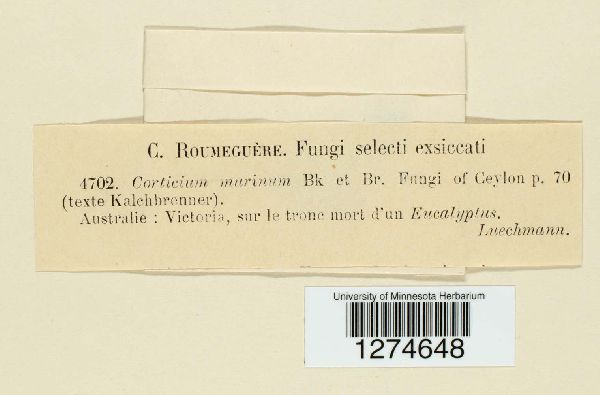 C. ROUMEGUÈRE. Fungi selecti exsiccati
4702. Corticium murinum Bk et Br. Fungi of Ceylon p. 70
(texte Kalchbrenner).
Australie : Victoria, sur le tronc mort d'un Eucalyptus.
Luechmann.
University of Minnesota Herbarium
1274648